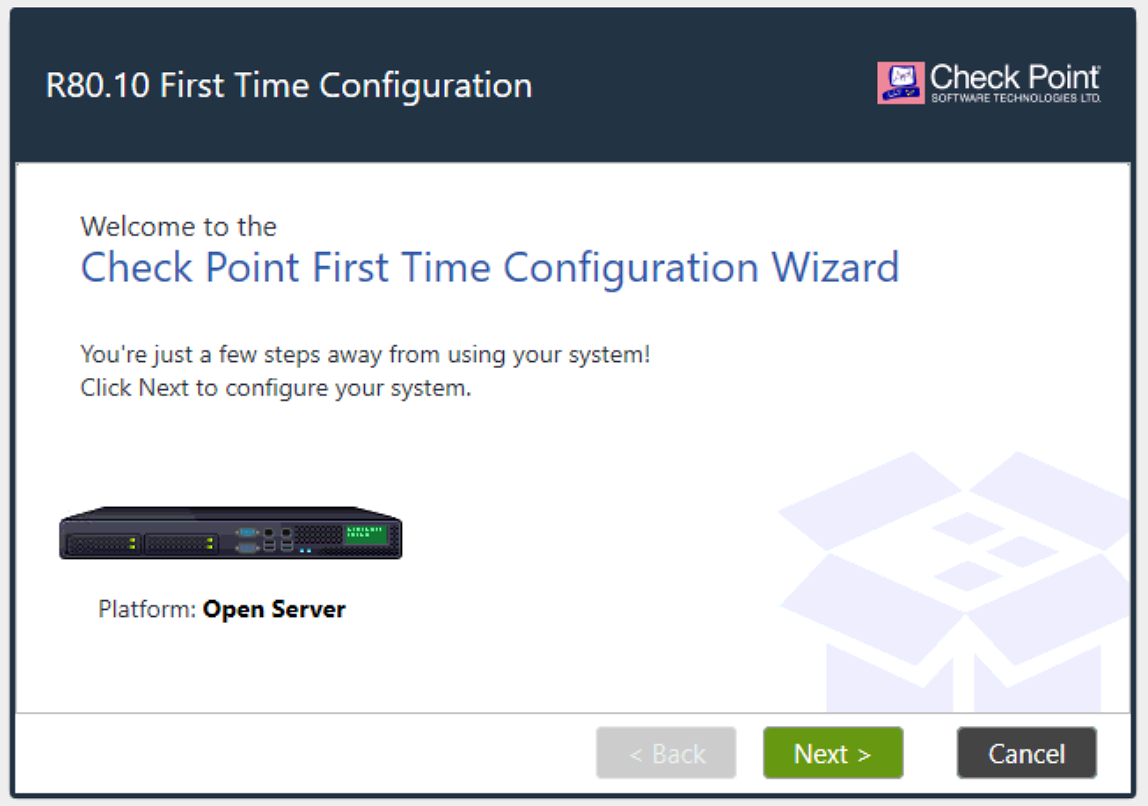 R80.10 First Time Configuration
Check Point
SOFTWARE TECHNOLOGIES LTD.
Welcome to the
Check Point First Time Configuration Wizard
You're just a few steps away from using your system!
Click Next to configure your system.
Platform: Open Server
< Back
Next >
Cancel